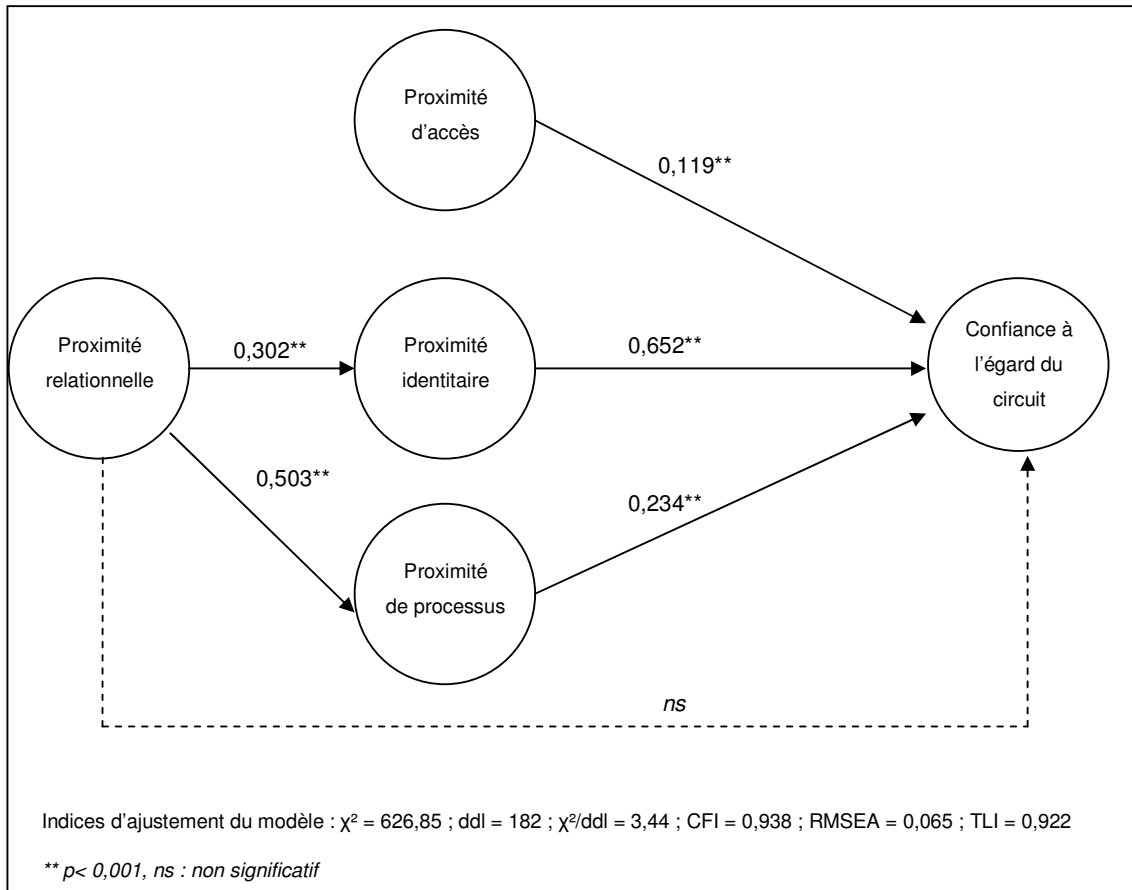 Proximité
d'accès
0,119**
Proximité
relationnelle
0,302**
Proximité
identitaire
0,652**
Confiance à
l'égard du
circuit
0,503**
0,234**
Proximité
de processus
ns
Indices d'ajustement du modèle : χ² = 626,85 ; ddl = 182 ; χ²/ddl = 3,44 ; CFI = 0,938 ; RMSEA = 0,065 ; TLI = 0,922
** p< 0,001, ns : non significatif